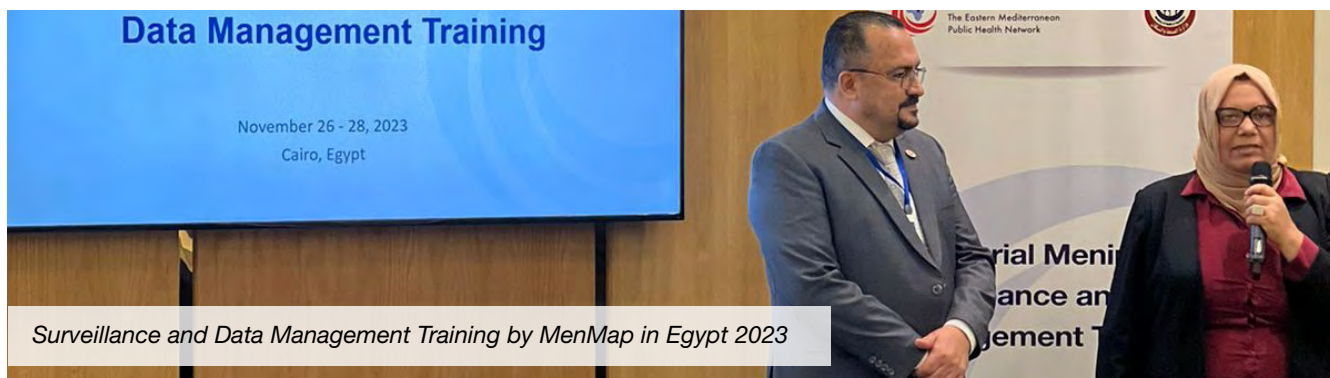 Data Management Training
November 26 - 28, 2023
Cairo, Egypt
The Eastern Mediterranean
Public Health Network
rial Meni
ance an
ement T
Surveillance and Data Management Training by MenMap in Egypt 2023